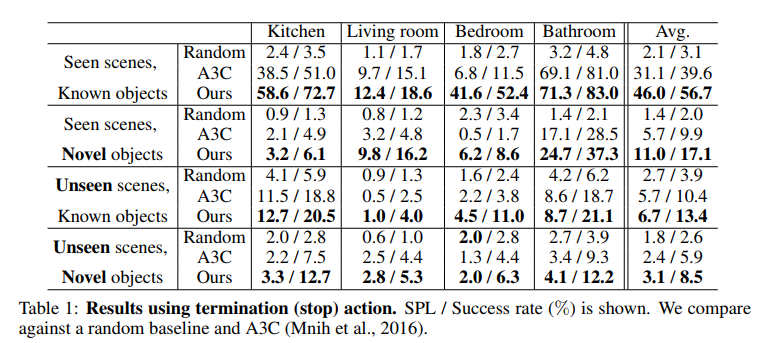 Kitchen Living room Bedroom Bathroom Avg.
Seen scenes, Random 2.4 / 3.5 1.1 / 1.7 1.8 / 2.7 3.2 / 4.8 2.1 / 3.1
A3C 38.5 / 51.0 9.7 / 15.1 6.8 / 11.5 69.1 / 81.0 31.1 / 39.6
Known objects Ours 58.6 / 72.7 12.4 / 18.6 41.6 / 52.4 71.3 / 83.0 46.0 / 56.7
Seen scenes, Random 0.9 / 1.3 0.8 / 1.2 2.3 / 3.4 1.4 / 2.1 1.4 / 2.0
A3C 2.1 / 4.9 3.2 / 4.8 0.5 / 1.7 17.1 / 28.5 5.7 / 9.9
Novel objects Ours 3.2 / 6.1 9.8 / 16.2 6.2 / 8.6 24.7 / 37.3 11.0 / 17.1
Unseen scenes, Random 4.1 / 5.9 0.9 / 1.3 1.6 / 2.4 4.2 / 6.2 2.7 / 3.9
A3C 11.5 / 18.8 0.5 / 2.5 2.2 / 3.8 8.6 / 18.7 5.7 / 10.4
Known objects Ours 12.7 / 20.5 1.0 / 4.0 4.5 / 11.0 8.7 / 21.1 6.7 / 13.4
Unseen scenes, Random 2.0 / 2.8 0.6 / 1.0 2.0 / 2.8 2.7 / 3.9 1.8 / 2.6
A3C 2.2 / 7.5 2.5 / 4.4 1.3 / 4.4 3.4 / 9.3 2.4 / 5.9
Novel objects Ours 3.3 / 12.7 2.8 / 5.3 2.0 / 6.3 4.1 / 12.2 3.1 / 8.5
Table 1: Results using termination (stop) action. SPL / Success rate (%) is shown. We compare
against a random baseline and A3C (Mnih et al., 2016).